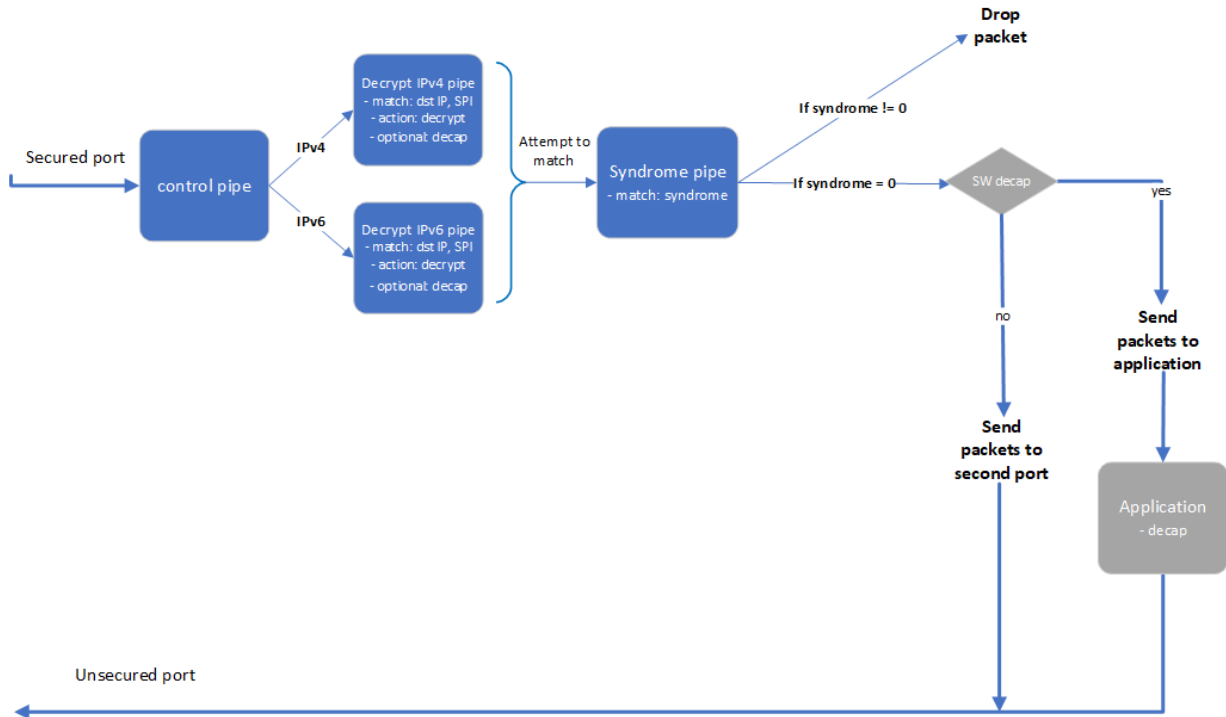 Drop
packet
Decrypt IPv4 pipe
- match: dst IP, SPI
- action: decrypt
- optional: decap
If syndrome != 0
Secured port
IPv4
Attempt to
match
control pipe
Syndrome pipe
- match: syndrome
If syndrome = 0
SW decap
yes
IPv6
Decrypt IPv6 pipe
- match: dst IP, SPI
- action: decrypt
- optional: decap
no
Send
packets to
application
Send
packets to
second port
Application
- decap
Unsecured port